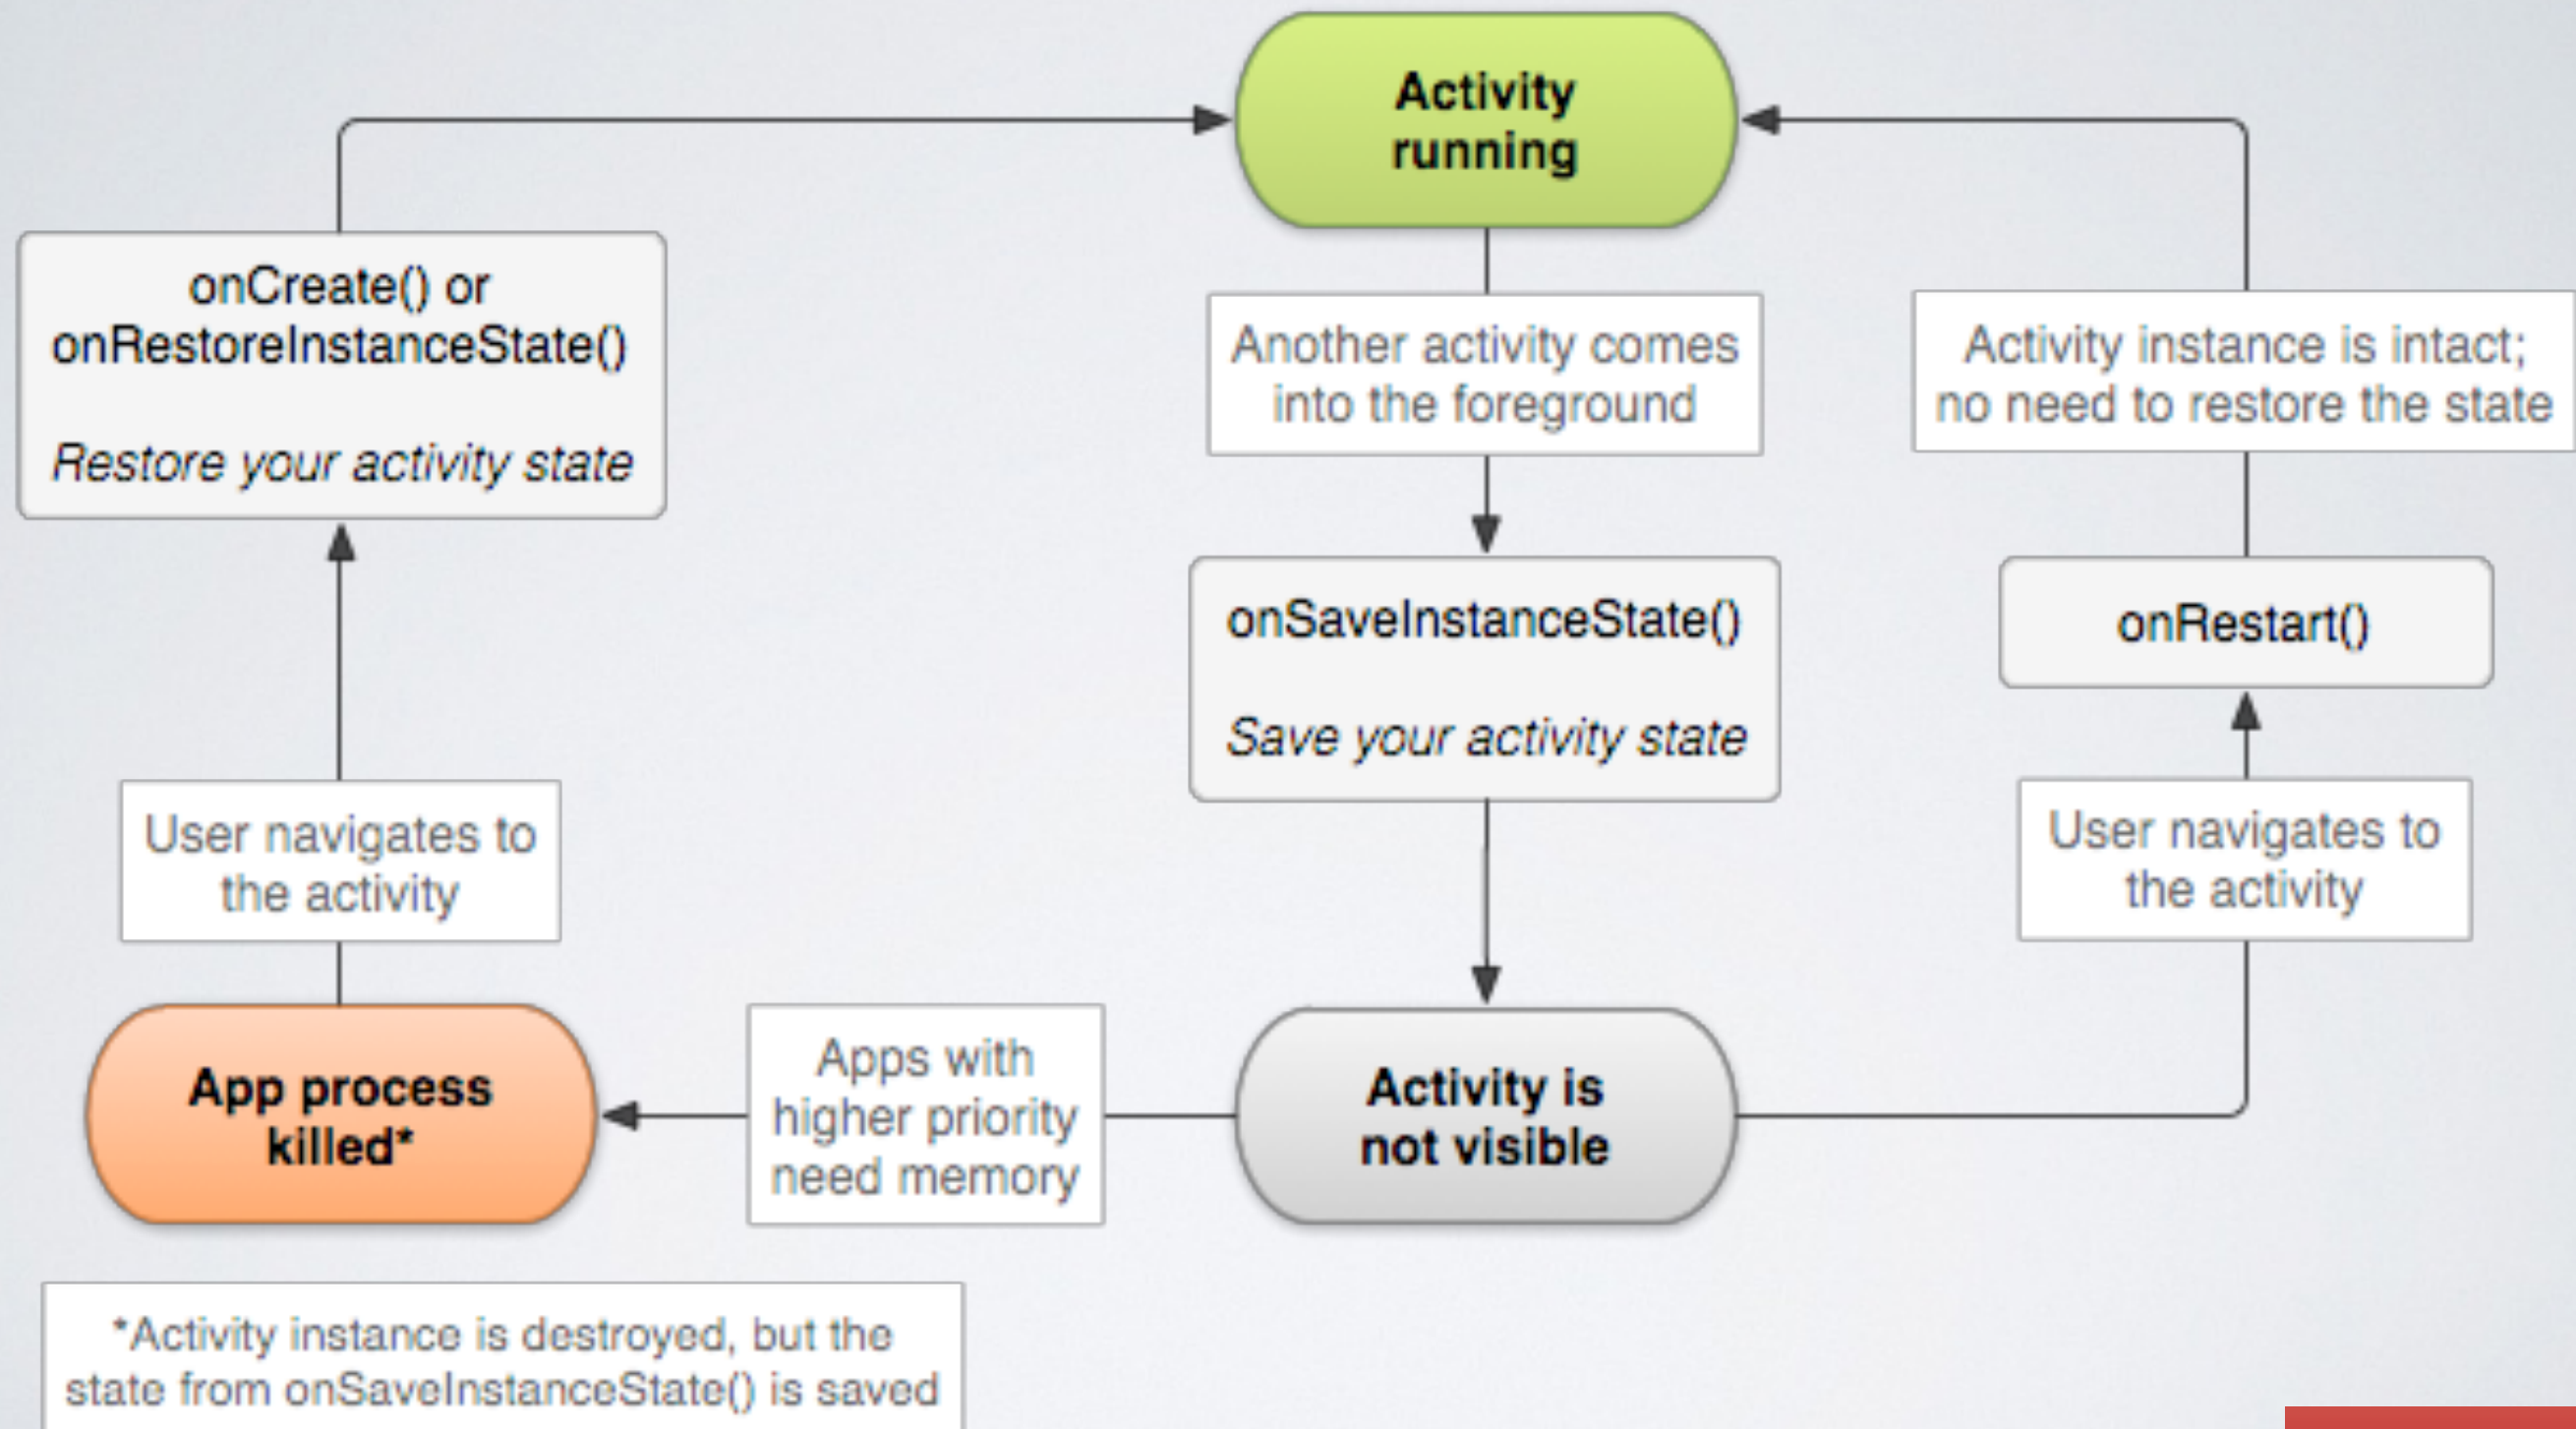 Activity
running
onCreate() or
onRestoreInstanceState()
Restore your activity state
Another activity comes
into the foreground
Activity instance is intact;
no need to restore the state
onSaveInstanceState()
Save your activity state
onRestart()
User navigates to
the activity
User navigates to
the activity
App process
killed*
Apps with
higher priority
need memory
Activity is
not visible
*Activity instance is destroyed, but the
state from onSaveInstanceState() is saved